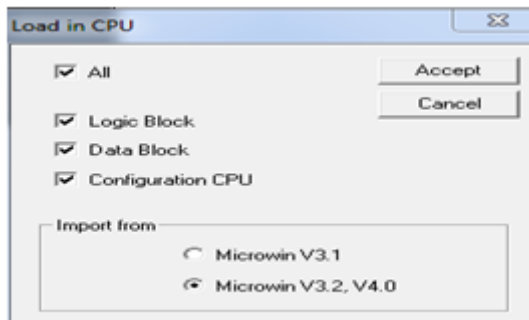 Load in CPU
All
Accept
Cancel
Logic Block
Data Block
Configuration CPU
Import from
Microwin V3.1
Microwin V3.2, V4.0